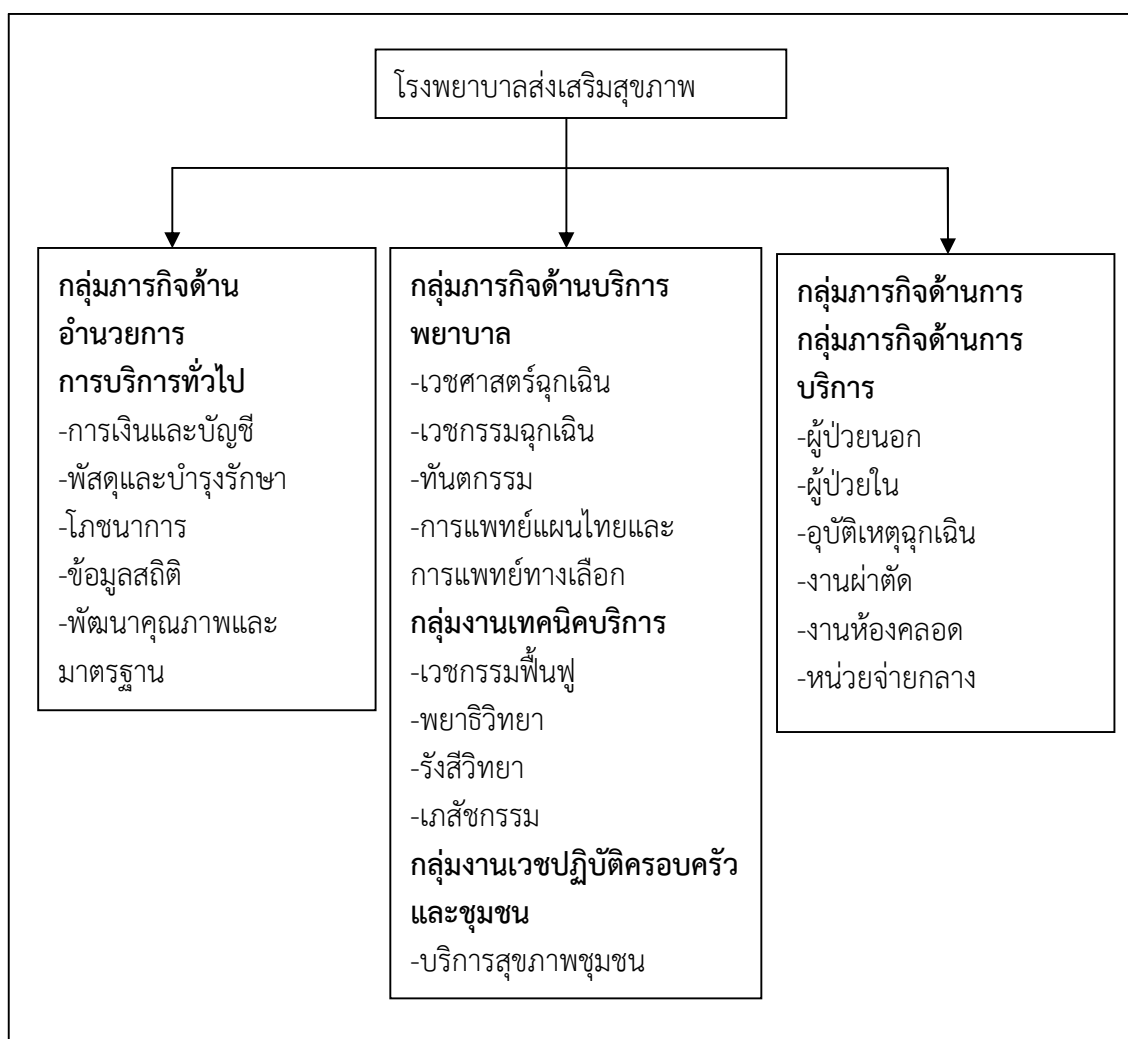 โรงพยาบาลส่งเสริมสุขภาพ
กลุ่มภารกิจด้าน
อำนวยการ
การบริการทั่วไป
-การเงินและบัญชี
-พัสดุและบำรุงรักษา
-โภชนาการ
-ข้อมูลสถิติ
-พัฒนาคุณภาพและ
มาตรฐาน
กลุ่มภารกิจด้านบริการ
พยาบาล
-เวชศาสตร์ฉุกเฉิน
-เวชกรรมฉุกเฉิน
-ทันตกรรม
-การแพทย์แผนไทยและ
การแพทย์ทางเลือก
กลุ่มงานเทคนิคบริการ
-เวชกรรมฟื้นฟู
-พยาธิวิทยา
-รังสีวิทยา
-เภสัชกรรม
กลุ่มงานเวชปฏิบัติครอบครัว
และชุมชน
-บริการสุขภาพชุมชน
กลุ่มภารกิจด้านการ
กลุ่มภารกิจด้านการ
บริการ
-ผู้ป่วยนอก
-ผู้ป่วยใน
-อุบัติเหตุฉุกเฉิน
-งานผ่าตัด
-งานห้องคลอด
-หน่วยจ่ายกลาง